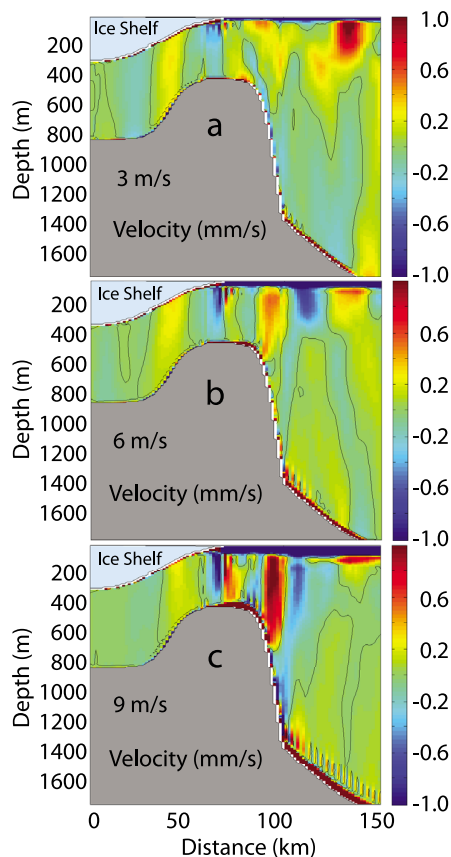 Ice Shelf
Depth (m)
200
400
600
800
1000
1200
1400
1600
a
3 m/s
Velocity (mm/s)
1.0
0.6
0.2
-0.2
-0.6
-1.0
Ice Shelf
Depth (m)
200
400
600
800
1000
1200
1400
1600
b
6 m/s
Velocity (mm/s)
0.6
0.2
-0.2
-0.6
-1.0
Ice Shelf
Depth (m)
200
400
600
800
1000
1200
1400
1600
c
9 m/s
Velocity (mm/s)
0.6
0.2
-0.2
-0.6
-1.0
0 50 100 150
Distance (km)